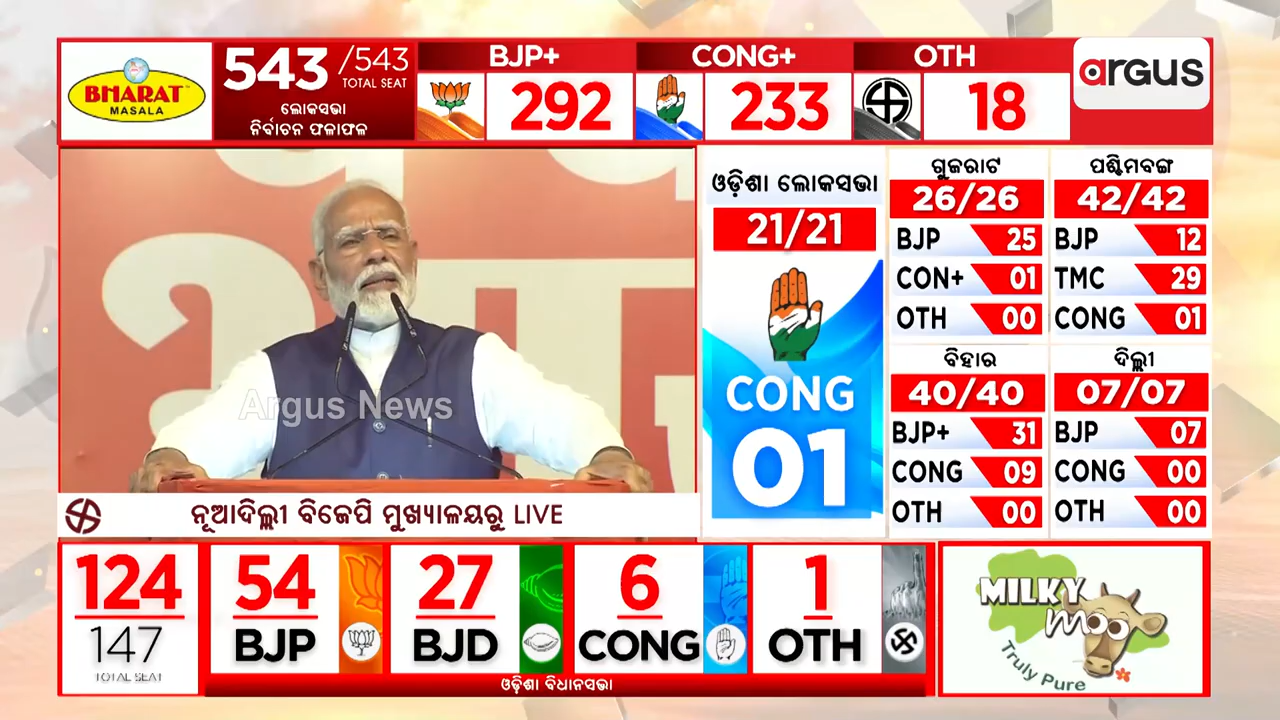 BHARAT
MASALA
543 /543
TOTAL SEAT
ଲୋକସଭା
ନିର୍ବାଚନ ଫଳାଫଳ
BJP+
292
CONG+
233
OTH
18
argus
Argus News
ନୂଆଦିଲ୍ଲୀ ବିଜେପି ମୁଖ୍ୟାଳୟରୁ LIVE
ଓଡ଼ିଶା ଲୋକସଭା
21/21
CONG
01
ଗୁଜରାଟ
26/26
BJP 25
CON+ 01
OTH 00
ପଶ୍ଚିମବଙ୍ଗ
42/42
BJP 12
TMC 29
CONG 01
ବିହାର
40/40
BJP+ 31
CONG 09
OTH 00
ଦିଲ୍ଲୀ
07/07
BJP 07
CONG 00
OTH 00
124
147
TOTAL SEAT
54
BJP
27
BJD
6
CONG
1
OTH
ଓଡ଼ିଶା ବିଧାନସଭା
MILKY
Moo
Truly Pure